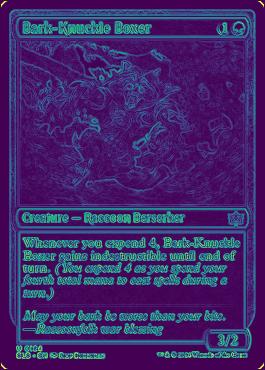 Bark-Knuckle Boxer 1
Creature — Raccoon Berserker
Whenever you expend 4, Bark-Knuckle
Boxer gains indestructible until end of
turn. (You expend 4 as you spend your
fourth total mana to cast spells during a
turn.)
May your bark be worse than your bite.
—Raccoonfolk war blessing
3/2